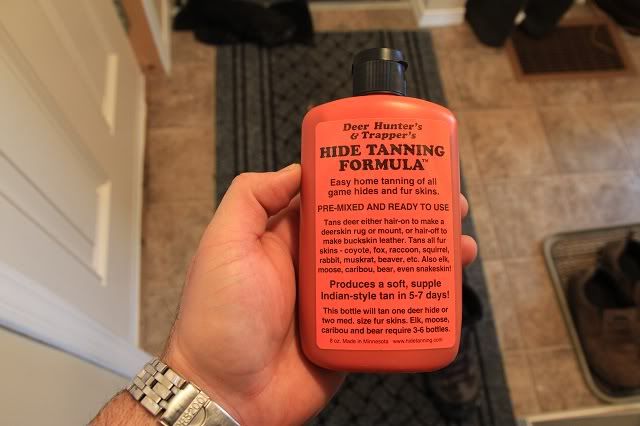 Deer Hunter's
& Trapper's
HIDE TANNING
FORMULA™
Easy home tanning of all
game hides and fur skins.
PRE-MIXED AND READY TO USE
Tans deer either hair-on to make a
deerskin rug or mount, or hair-off to
make buckskin leather. Tans all fur
skins - coyote, fox, raccoon, squirrel,
rabbit, muskrat, beaver, etc. Also elk,
moose, caribou, bear, even snakeskin!
Produces a soft, supple
Indian-style tan in 5-7 days!
This bottle will tan one deer hide or
two med. size fur skins. Elk, moose,
caribou and bear require 3-6 bottles.
8 oz. Made in Minnesota www.hidetanning.com